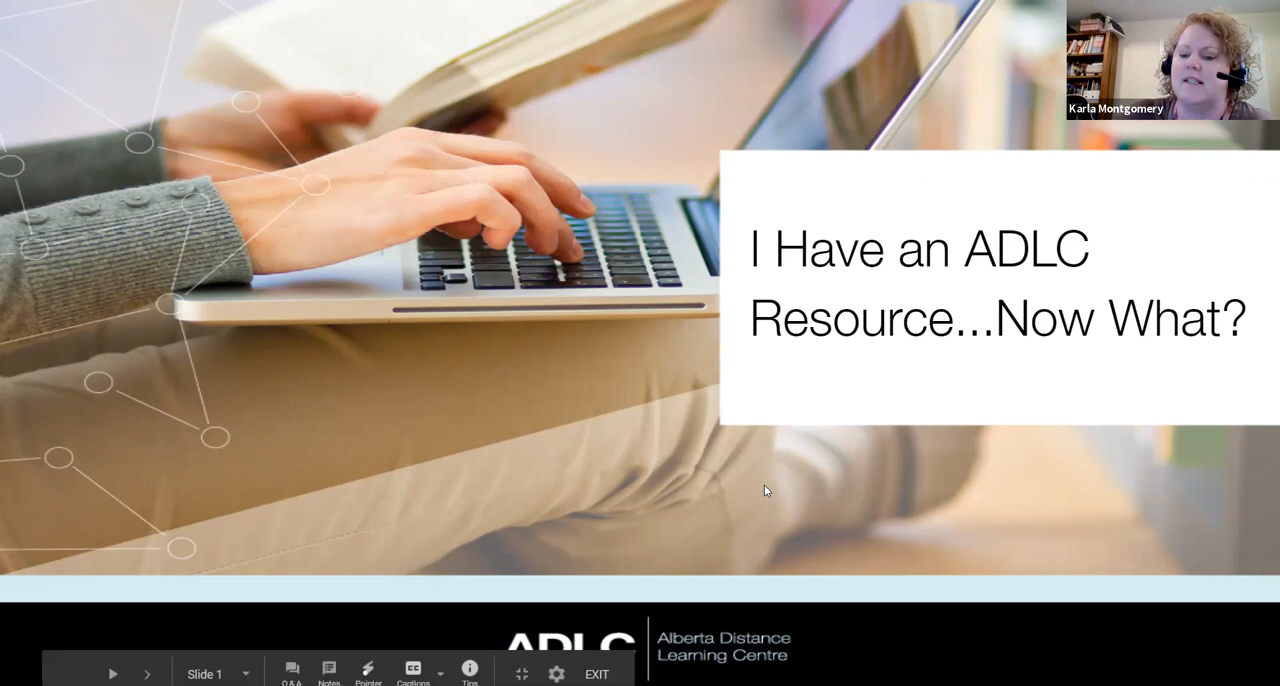 Karla Montgomery
I Have an ADLC
Resource...Now What?
ADLC
Alberta Distance
Learning Centre
Slide 1
Q & A
Notes
Pointer
CC
Captions
Tips
EXIT